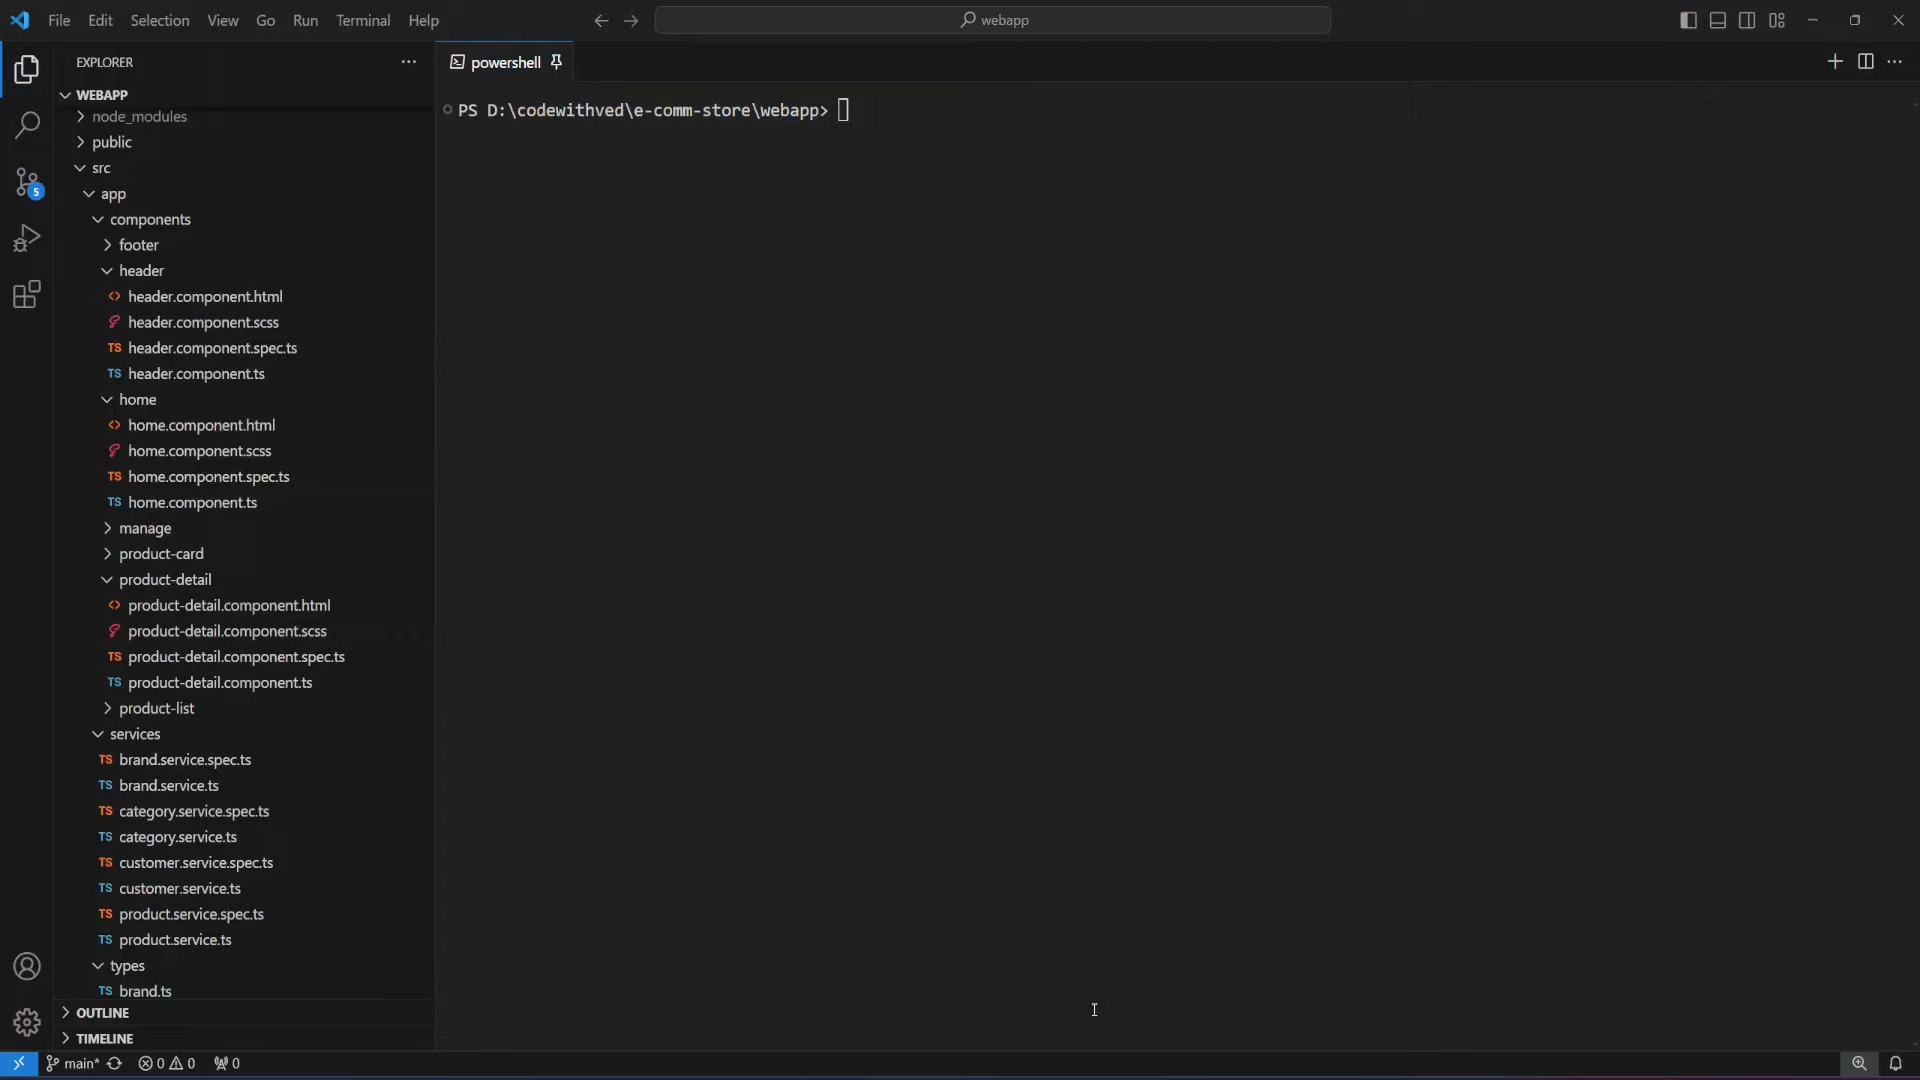 File Edit Selection View Go Run Terminal Help
webapp
EXPLORER
powershell
WEBAPP
PS D:\codewithved\e-comm-store\webapp>
node_modules
public
src
app
components
footer
header
header.component.html
header.component.scss
TS header.component.spec.ts
TS header.component.ts
home
home.component.html
home.component.scss
TS home.component.spec.ts
TS home.component.ts
manage
product-card
product-detail
product-detail.component.html
product-detail.component.scss
TS product-detail.component.spec.ts
TS product-detail.component.ts
product-list
services
TS brand.service.spec.ts
TS brand.service.ts
TS category.service.spec.ts
TS category.service.ts
TS customer.service.spec.ts
TS customer.service.ts
TS product.service.spec.ts
TS product.service.ts
types
TS brand.ts
OUTLINE
TIMELINE
5
main* 0 0 0